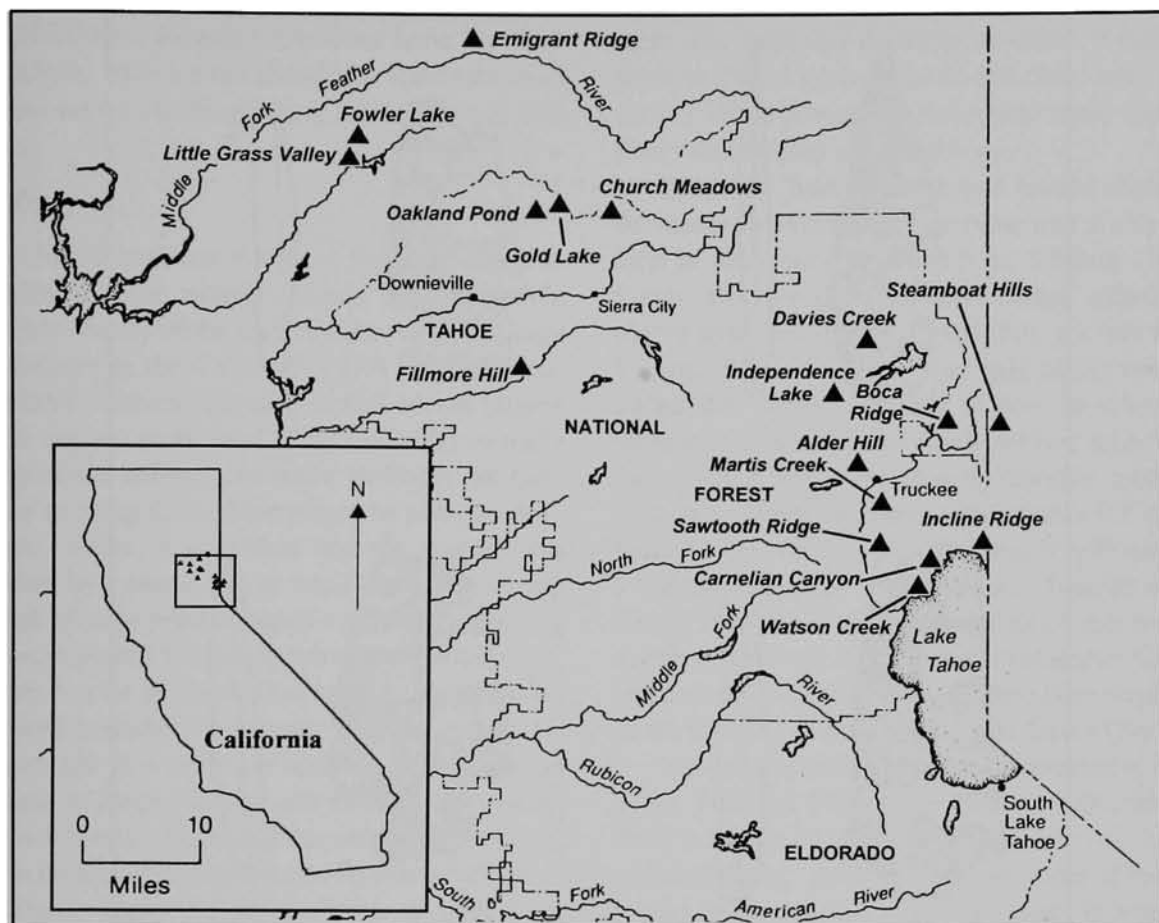 Emigrant Ridge
Middle Fork Feather River
Fowler Lake
Little Grass Valley
Church Meadows
Oakland Pond
Gold Lake
Steamboat Hills
Downieville
Sierra City
TAHOE
Davies Creek
Fillmore Hill
Independence
Lake
Boca
Ridge
NATIONAL
Alder Hill
Martis Creek
Truckee
FOREST
N
Sawtooth Ridge
Incline Ridge
North Fork
Carnelian Canyon
Watson Creek
Lake
Tahoe
Middle Fork
River
California
Rubicon
0 10
Miles
South
Lake
Tahoe
ELDORADO
South Fork American River